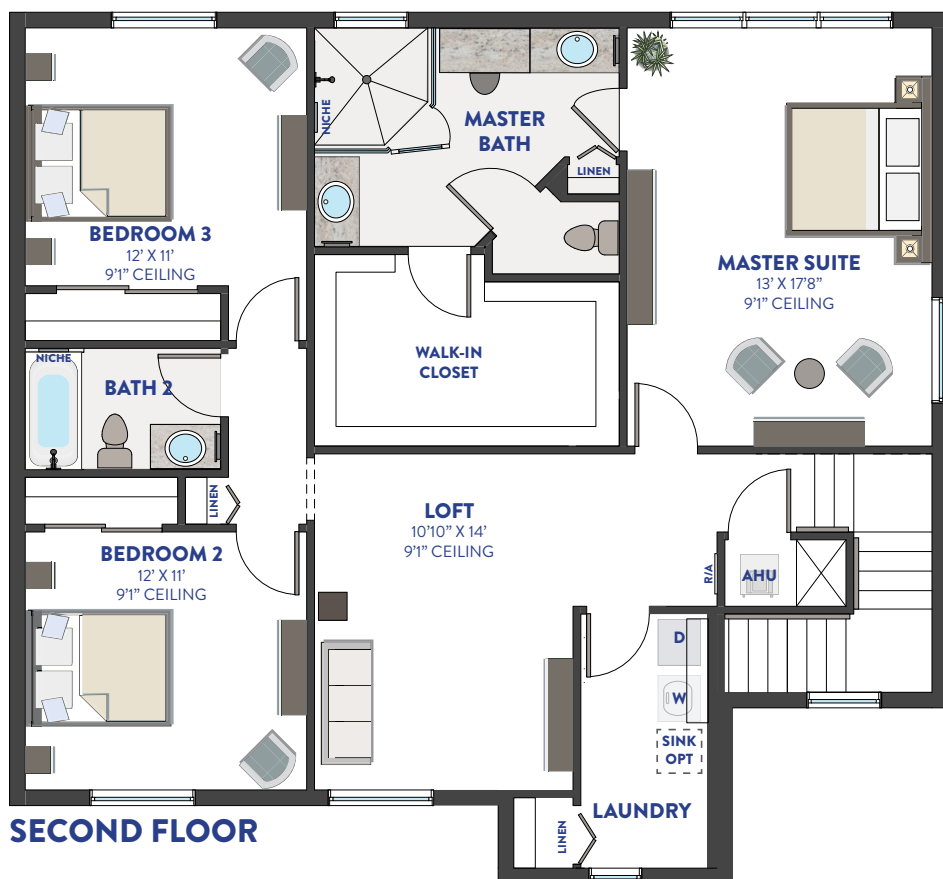 BEDROOM 3
12’ X 11’
9’1” CEILING
NICHE
MASTER
BATH
LINEN
MASTER SUITE
13’ X 17’8”
9’1” CEILING
WALK-IN
CLOSET
NICHE
BATH 2
LINEN
LOFT
10’10” X 14’
9’1” CEILING
BEDROOM 2
12’ X 11’
9’1” CEILING
R/A
AHU
D
W
SINK
OPT
LAUNDRY
LINEN
SECOND FLOOR